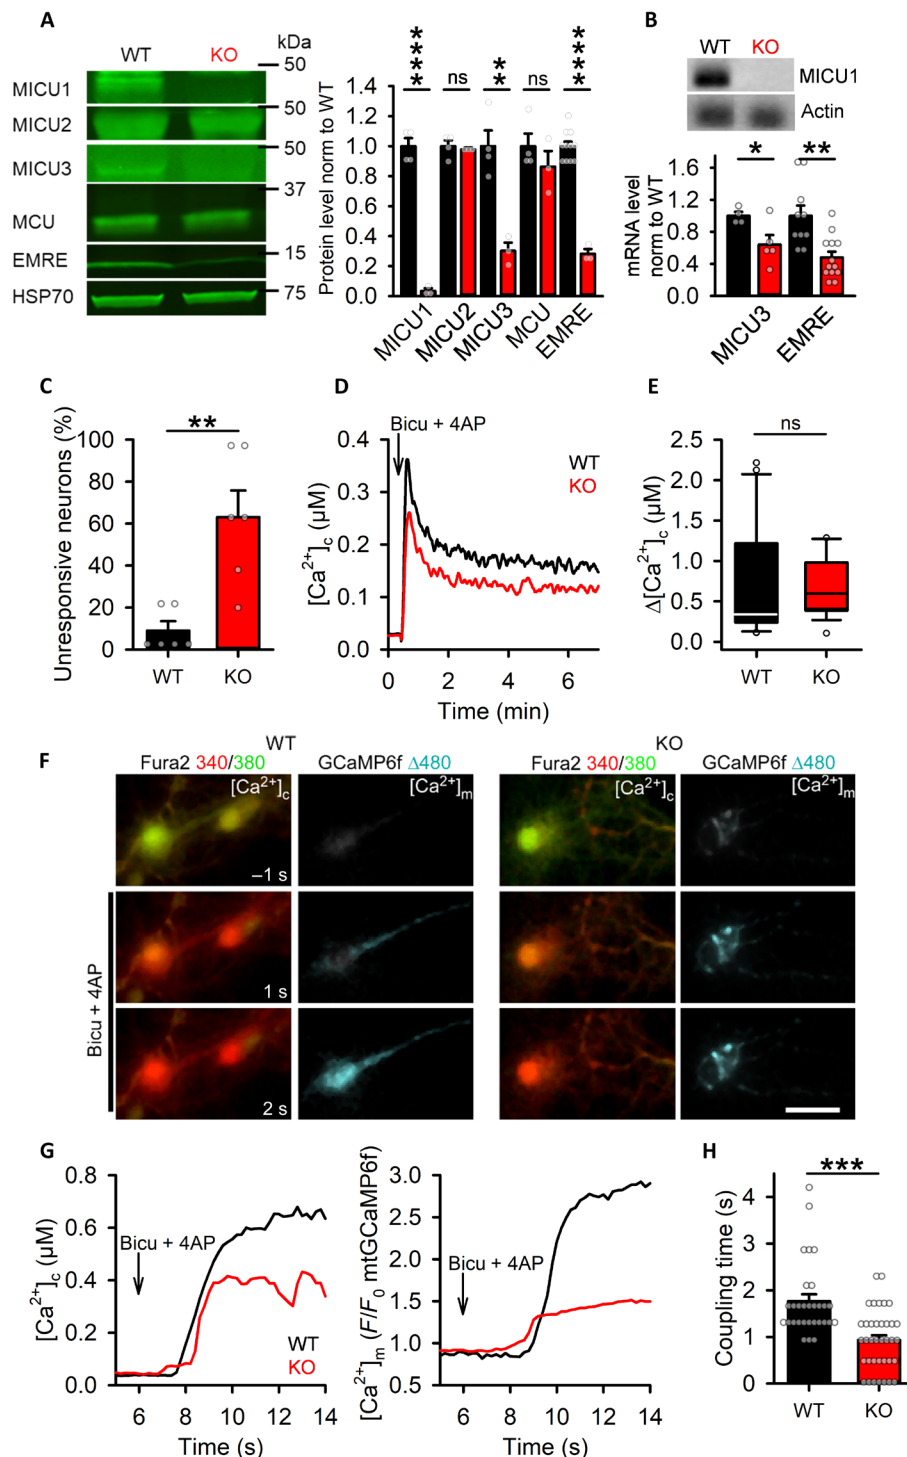 A
WT KO kDa
MICU1
MICU2
MICU3
MCU
EMRE
HSP70
50
50
50
37
15
75
Protein level norm to WT
1.4
1.2
1.0
0.8
0.6
0.4
0.2
0.0
**** ns ** ns ****
MICU1 MICU2 MICU3 MCU EMRE
B
WT KO
MICU1
Actin
* **
mRNA level
norm to WT
1.6
1.2
0.8
0.4
0.0
MICU3 EMRE
C
Unresponsive neurons (%)
**
100
80
60
40
20
0
WT KO
D
Bicu + 4AP
WT
KO
[Ca2+]c (µM)
0.4
0.3
0.2
0.1
0.0
0 2 4 6
Time (min)
E
ns
Δ[Ca2+]c (µM)
2.5
2.0
1.5
1.0
0.5
0.0
WT KO
F
WT KO
Fura2 340/380 GCaMP6f Δ480 Fura2 340/380 GCaMP6f Δ480
[Ca2+]c [Ca2+]m [Ca2+]c [Ca2+]m
–1 s
1 s
2 s
Bicu + 4AP
G
[Ca2+]c (µM)
0.8
0.6
0.4
0.2
0.0
Bicu + 4AP
WT
KO
6 8 10 12 14
Time (s)
[Ca2+]m (F/F0 mtGCaMP6f)
3.0
2.5
2.0
1.5
1.0
0.5
Bicu + 4AP
6 8 10 12 14
Time (s)
H
***
Coupling time (s)
4
3
2
1
0
WT KO